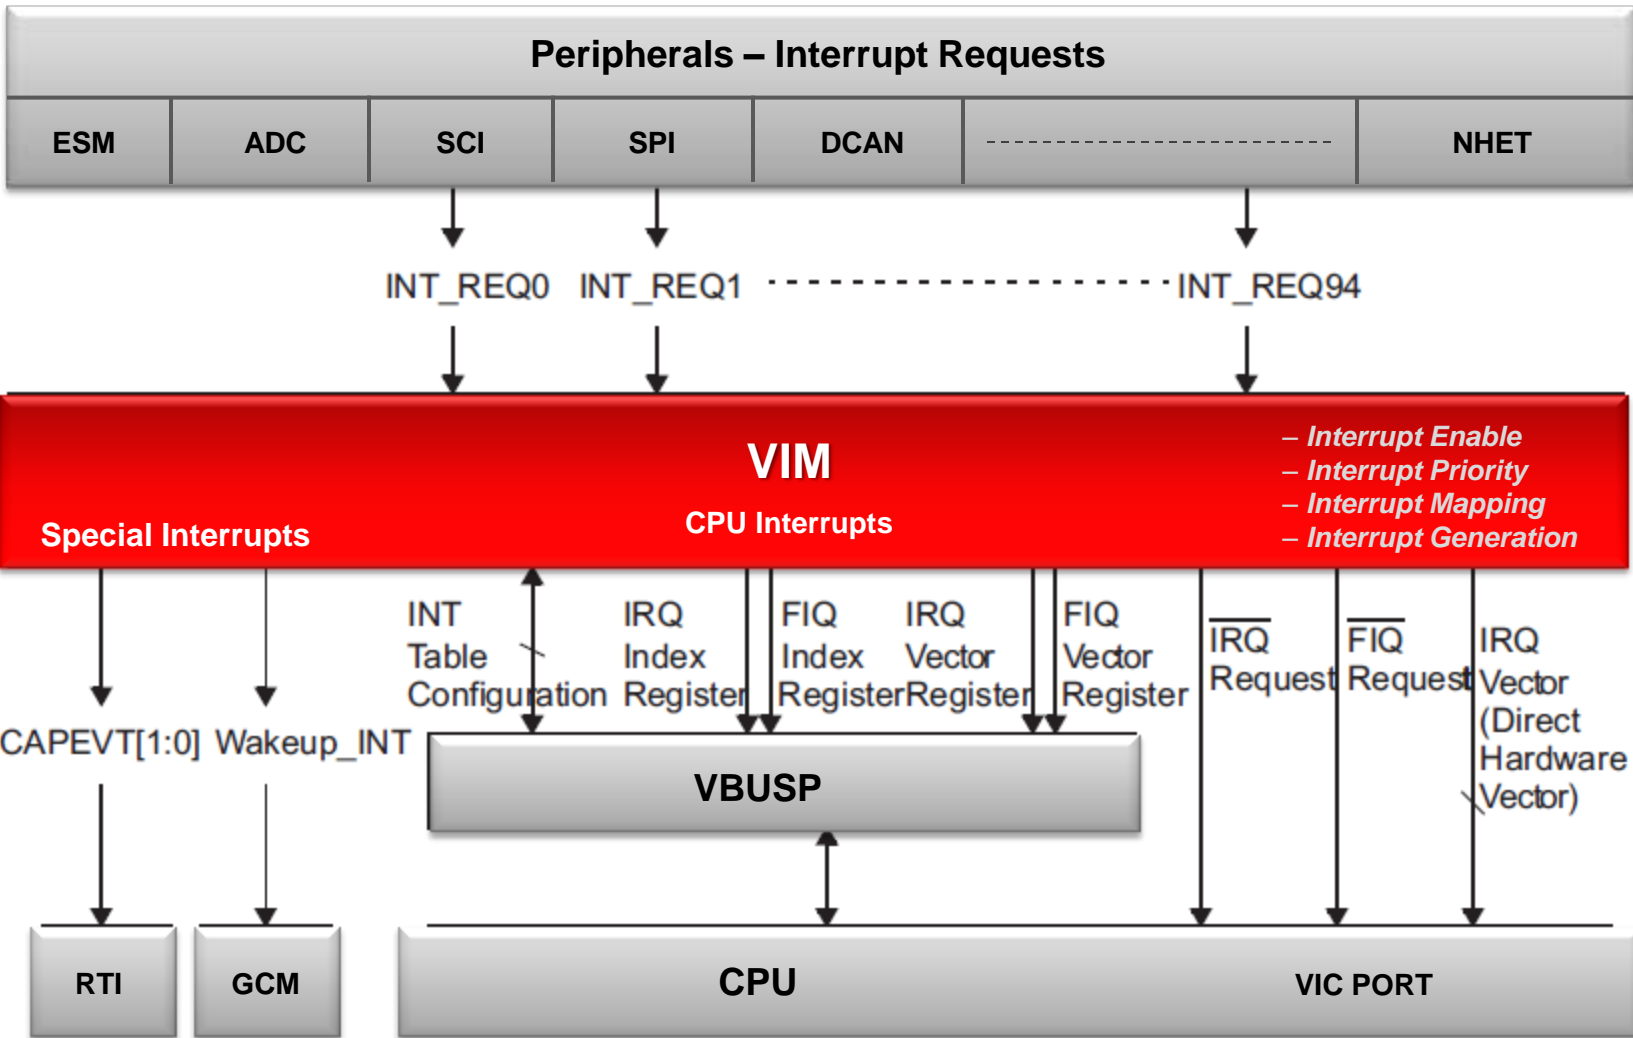 Peripherals – Interrupt Requests
ESM ADC SCI SPI DCAN NHET
INT_REQ0 INT_REQ1 INT_REQ94
VIM
– Interrupt Enable
– Interrupt Priority
– Interrupt Mapping
– Interrupt Generation
Special Interrupts
CPU Interrupts
INT
Table
Configuration
IRQ
Index
Register
FIQ
Index
Register
IRQ
Vector
Register
FIQ
Vector
Register
IRQ
Request
FIQ
Request
IRQ
Vector
(Direct
Hardware
Vector)
CAPEVT[1:0] Wakeup_INT
VBUSP
RTI
GCM
CPU
VIC PORT